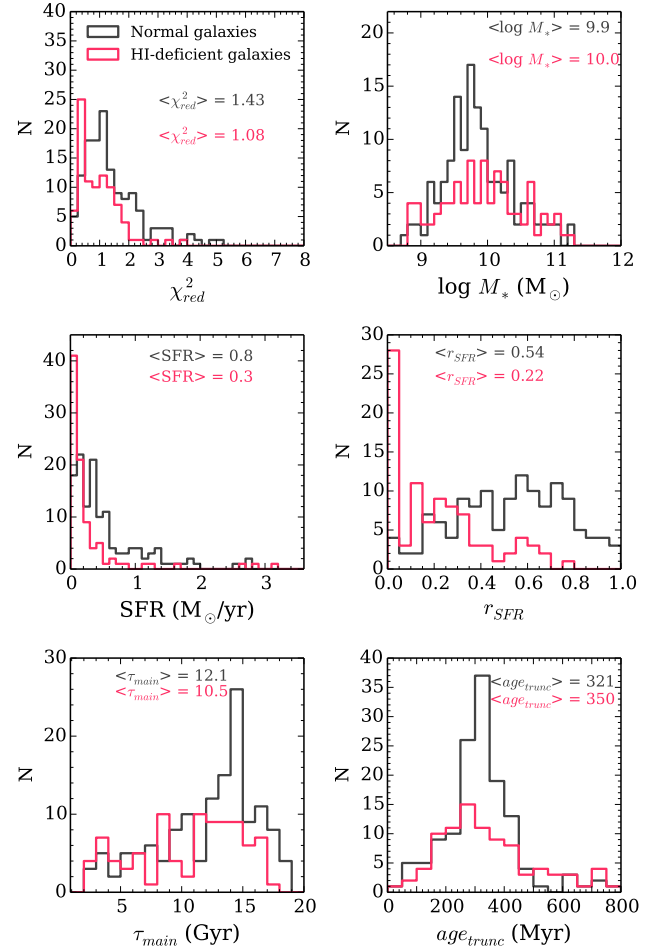 Normal galaxies
HI-deficient galaxies
<χ²red> = 1.43
<χ²red> = 1.08
N
40
35
30
25
20
15
10
5
0
0 1 2 3 4 5 6 7 8
χ²red
<log M*> = 9.9
<log M*> = 10.0
N
20
15
10
5
0
9 10 11 12
log M* (M⊙)
<SFR> = 0.8
<SFR> = 0.3
N
40
30
20
10
0
0 1 2 3
SFR (M⊙/yr)
<rSFR> = 0.54
<rSFR> = 0.22
N
30
25
20
15
10
5
0
0.0 0.2 0.4 0.6 0.8 1.0
rSFR
<τmain> = 12.1
<τmain> = 10.5
N
30
20
10
0
5 10 15 20
τmain (Gyr)
<agetrunc> = 321
<agetrunc> = 350
N
40
35
30
25
20
15
10
5
0
0 200 400 600 800
agetrunc (Myr)